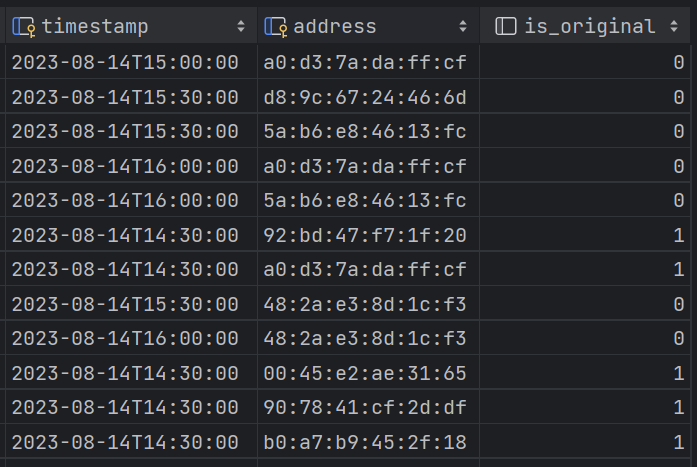 timestamp address is_original
2023-08-14T15:00:00 a0:d3:7a:da:ff:cf 0
2023-08-14T15:30:00 d8:9c:67:24:46:6d 0
2023-08-14T15:30:00 5a:b6:e8:46:13:fc 0
2023-08-14T16:00:00 a0:d3:7a:da:ff:cf 0
2023-08-14T16:00:00 5a:b6:e8:46:13:fc 0
2023-08-14T14:30:00 92:bd:47:f7:1f:20 1
2023-08-14T14:30:00 a0:d3:7a:da:ff:cf 1
2023-08-14T15:30:00 48:2a:e3:8d:1c:f3 0
2023-08-14T16:00:00 48:2a:e3:8d:1c:f3 0
2023-08-14T14:30:00 00:45:e2:ae:31:65 1
2023-08-14T14:30:00 90:78:41:cf:2d:df 1
2023-08-14T14:30:00 b0:a7:b9:45:2f:18 1